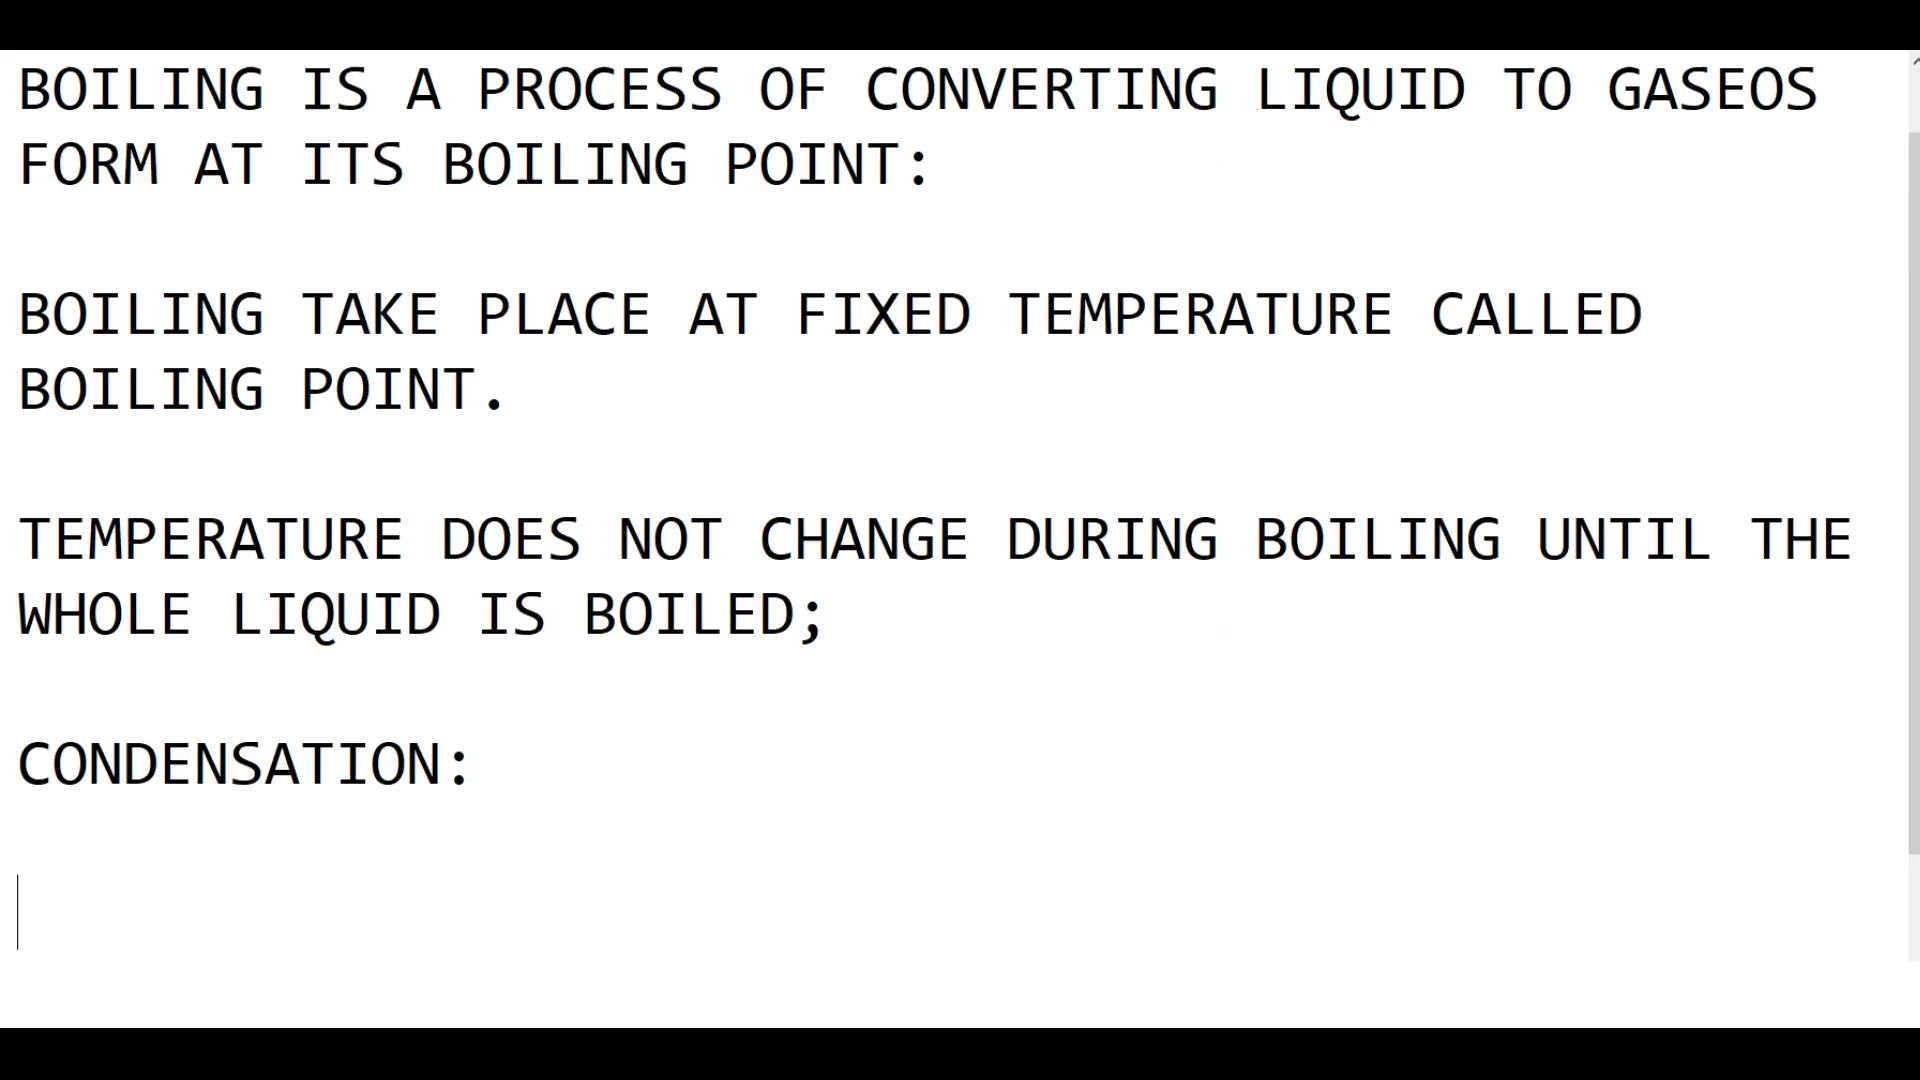 BOILING IS A PROCESS OF CONVERTING LIQUID TO GASEOS
FORM AT ITS BOILING POINT:
BOILING TAKE PLACE AT FIXED TEMPERATURE CALLED
BOILING POINT.
TEMPERATURE DOES NOT CHANGE DURING BOILING UNTIL THE
WHOLE LIQUID IS BOILED;
CONDENSATION: